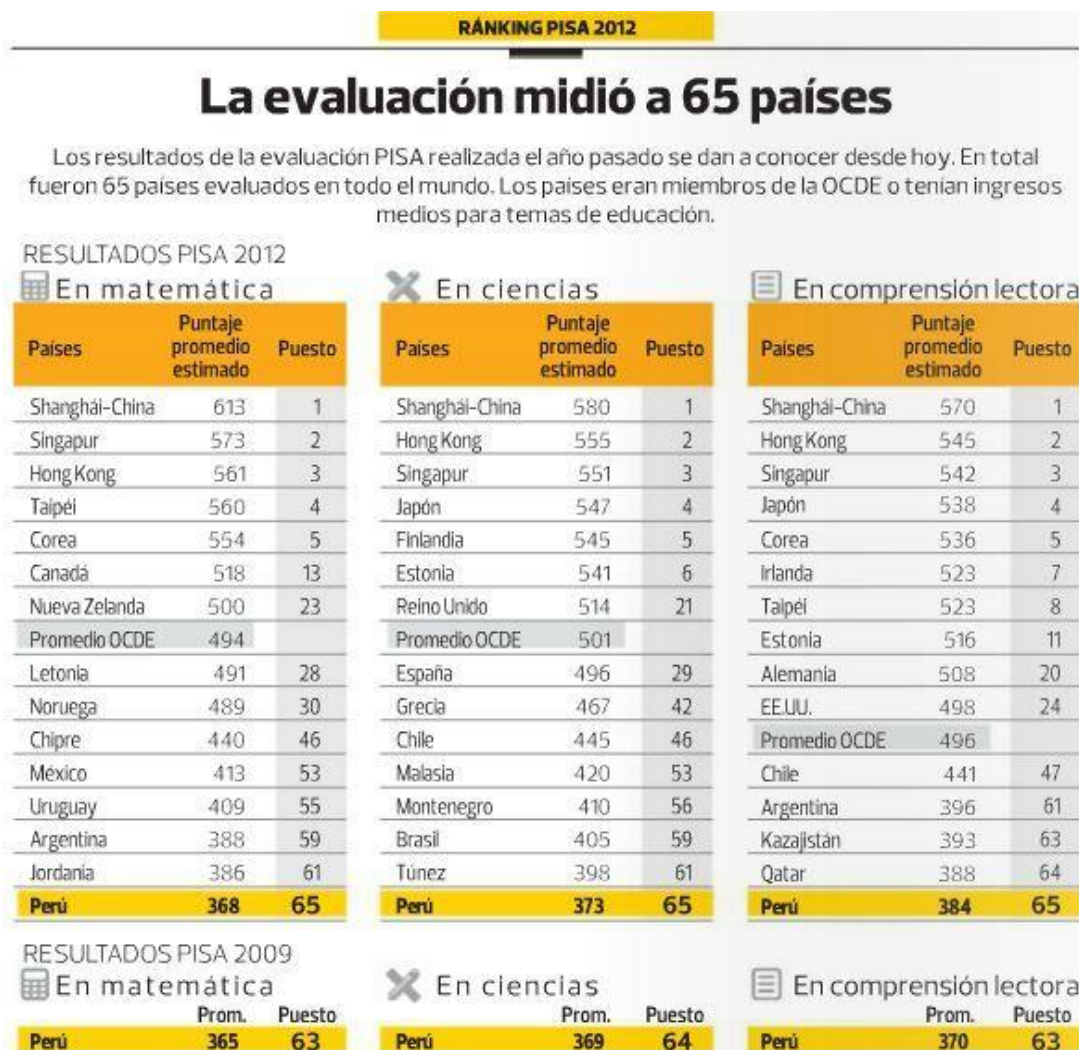 RÁNKING PISA 2012
La evaluación midió a 65 países
Los resultados de la evaluación PISA realizada el año pasado se dan a conocer desde hoy. En total
fueron 65 países evaluados en todo el mundo. Los países eran miembros de la OCDE o tenían ingresos
medios para temas de educación.
RESULTADOS PISA 2012
En matemática
Países Puntaje promedio estimado Puesto
Shanghái-China 613 1
Singapur 573 2
Hong Kong 561 3
Taipéi 560 4
Corea 554 5
Canadá 518 13
Nueva Zelanda 500 23
Promedio OCDE 494
Letonia 491 28
Noruega 489 30
Chipre 440 46
México 413 53
Uruguay 409 55
Argentina 388 59
Jordania 386 61
Perú 368 65
En ciencias
Países Puntaje promedio estimado Puesto
Shanghái-China 580 1
Hong Kong 555 2
Singapur 551 3
Japón 547 4
Finlandia 545 5
Estonia 541 6
Reino Unido 514 21
Promedio OCDE 501
España 496 29
Grecia 467 42
Chile 445 46
Malasia 420 53
Montenegro 410 56
Brasil 405 59
Túnez 398 61
Perú 373 65
En comprensión lectora
Países Puntaje promedio estimado Puesto
Shanghái-China 570 1
Hong Kong 545 2
Singapur 542 3
Japón 538 4
Corea 536 5
Irlanda 523 7
Taipéi 523 8
Estonia 516 11
Alemania 508 20
EE.UU. 498 24
Promedio OCDE 496
Chile 441 47
Argentina 396 61
Kazajistán 393 63
Qatar 388 64
Perú 384 65
RESULTADOS PISA 2009
En matemática
Prom. Puesto
Perú 365 63
En ciencias
Prom. Puesto
Perú 369 64
En comprensión lectora
Prom. Puesto
Perú 370 63